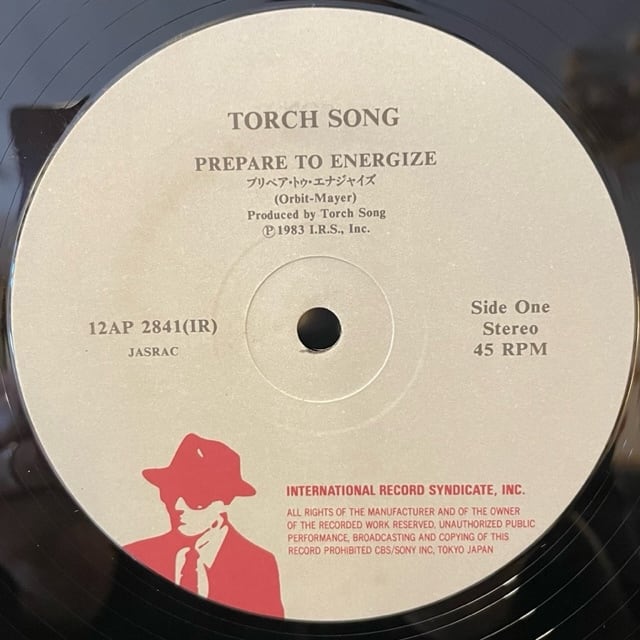 TORCH SONG
PREPARE TO ENERGIZE
プリペア・トゥ・エナジャイズ
(Orbit-Mayer)
Produced by Torch Song
Ⓟ1983 I.R.S., Inc.
12AP 2841(IR)
JASRAC
Side One
Stereo
45 RPM
INTERNATIONAL RECORD SYNDICATE, INC.
ALL RIGHTS OF THE MANUFACTURER AND OF THE OWNER
OF THE RECORDED WORK RESERVED, UNAUTHORIZED PUBLIC
PERFORMANCE, BROADCASTING AND COPYING OF THIS
RECORD PROHIBITED CBS/SONY INC, TOKYO JAPAN